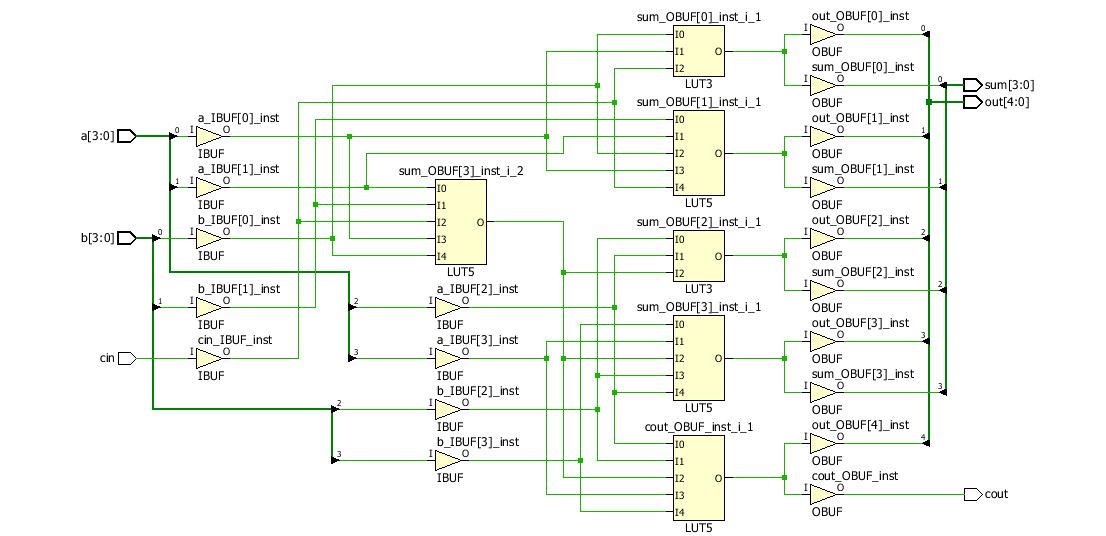 sum_OBUF[0]_inst_i_1
I0
I1
I2
O
LUT3
out_OBUF[0]_inst
I
O
OBUF
0
sum_OBUF[0]_inst
I
O
OBUF
0
sum[3:0]
out[4:0]
a[3:0]
0
a_IBUF[0]_inst
I
O
IBUF
1
a_IBUF[1]_inst
I
O
IBUF
b[3:0]
0
b_IBUF[0]_inst
I
O
IBUF
1
b_IBUF[1]_inst
I
O
IBUF
cin
cin_IBUF_inst
I
O
IBUF
sum_OBUF[3]_inst_i_2
I0
I1
I2
I3
I4
O
LUT5
2
a_IBUF[2]_inst
I
O
IBUF
3
a_IBUF[3]_inst
I
O
IBUF
2
b_IBUF[2]_inst
I
O
IBUF
3
b_IBUF[3]_inst
I
O
IBUF
sum_OBUF[1]_inst_i_1
I0
I1
I2
I3
I4
O
LUT5
out_OBUF[1]_inst
I
O
OBUF
1
sum_OBUF[1]_inst
I
O
OBUF
1
sum_OBUF[2]_inst_i_1
I0
I1
I2
O
LUT3
out_OBUF[2]_inst
I
O
OBUF
2
sum_OBUF[2]_inst
I
O
OBUF
2
sum_OBUF[3]_inst_i_1
I0
I1
I2
I3
I4
O
LUT5
out_OBUF[3]_inst
I
O
OBUF
3
sum_OBUF[3]_inst
I
O
OBUF
3
cout_OBUF_inst_i_1
I0
I1
I2
I3
I4
O
LUT5
out_OBUF[4]_inst
I
O
OBUF
4
cout_OBUF_inst
I
O
OBUF
cout